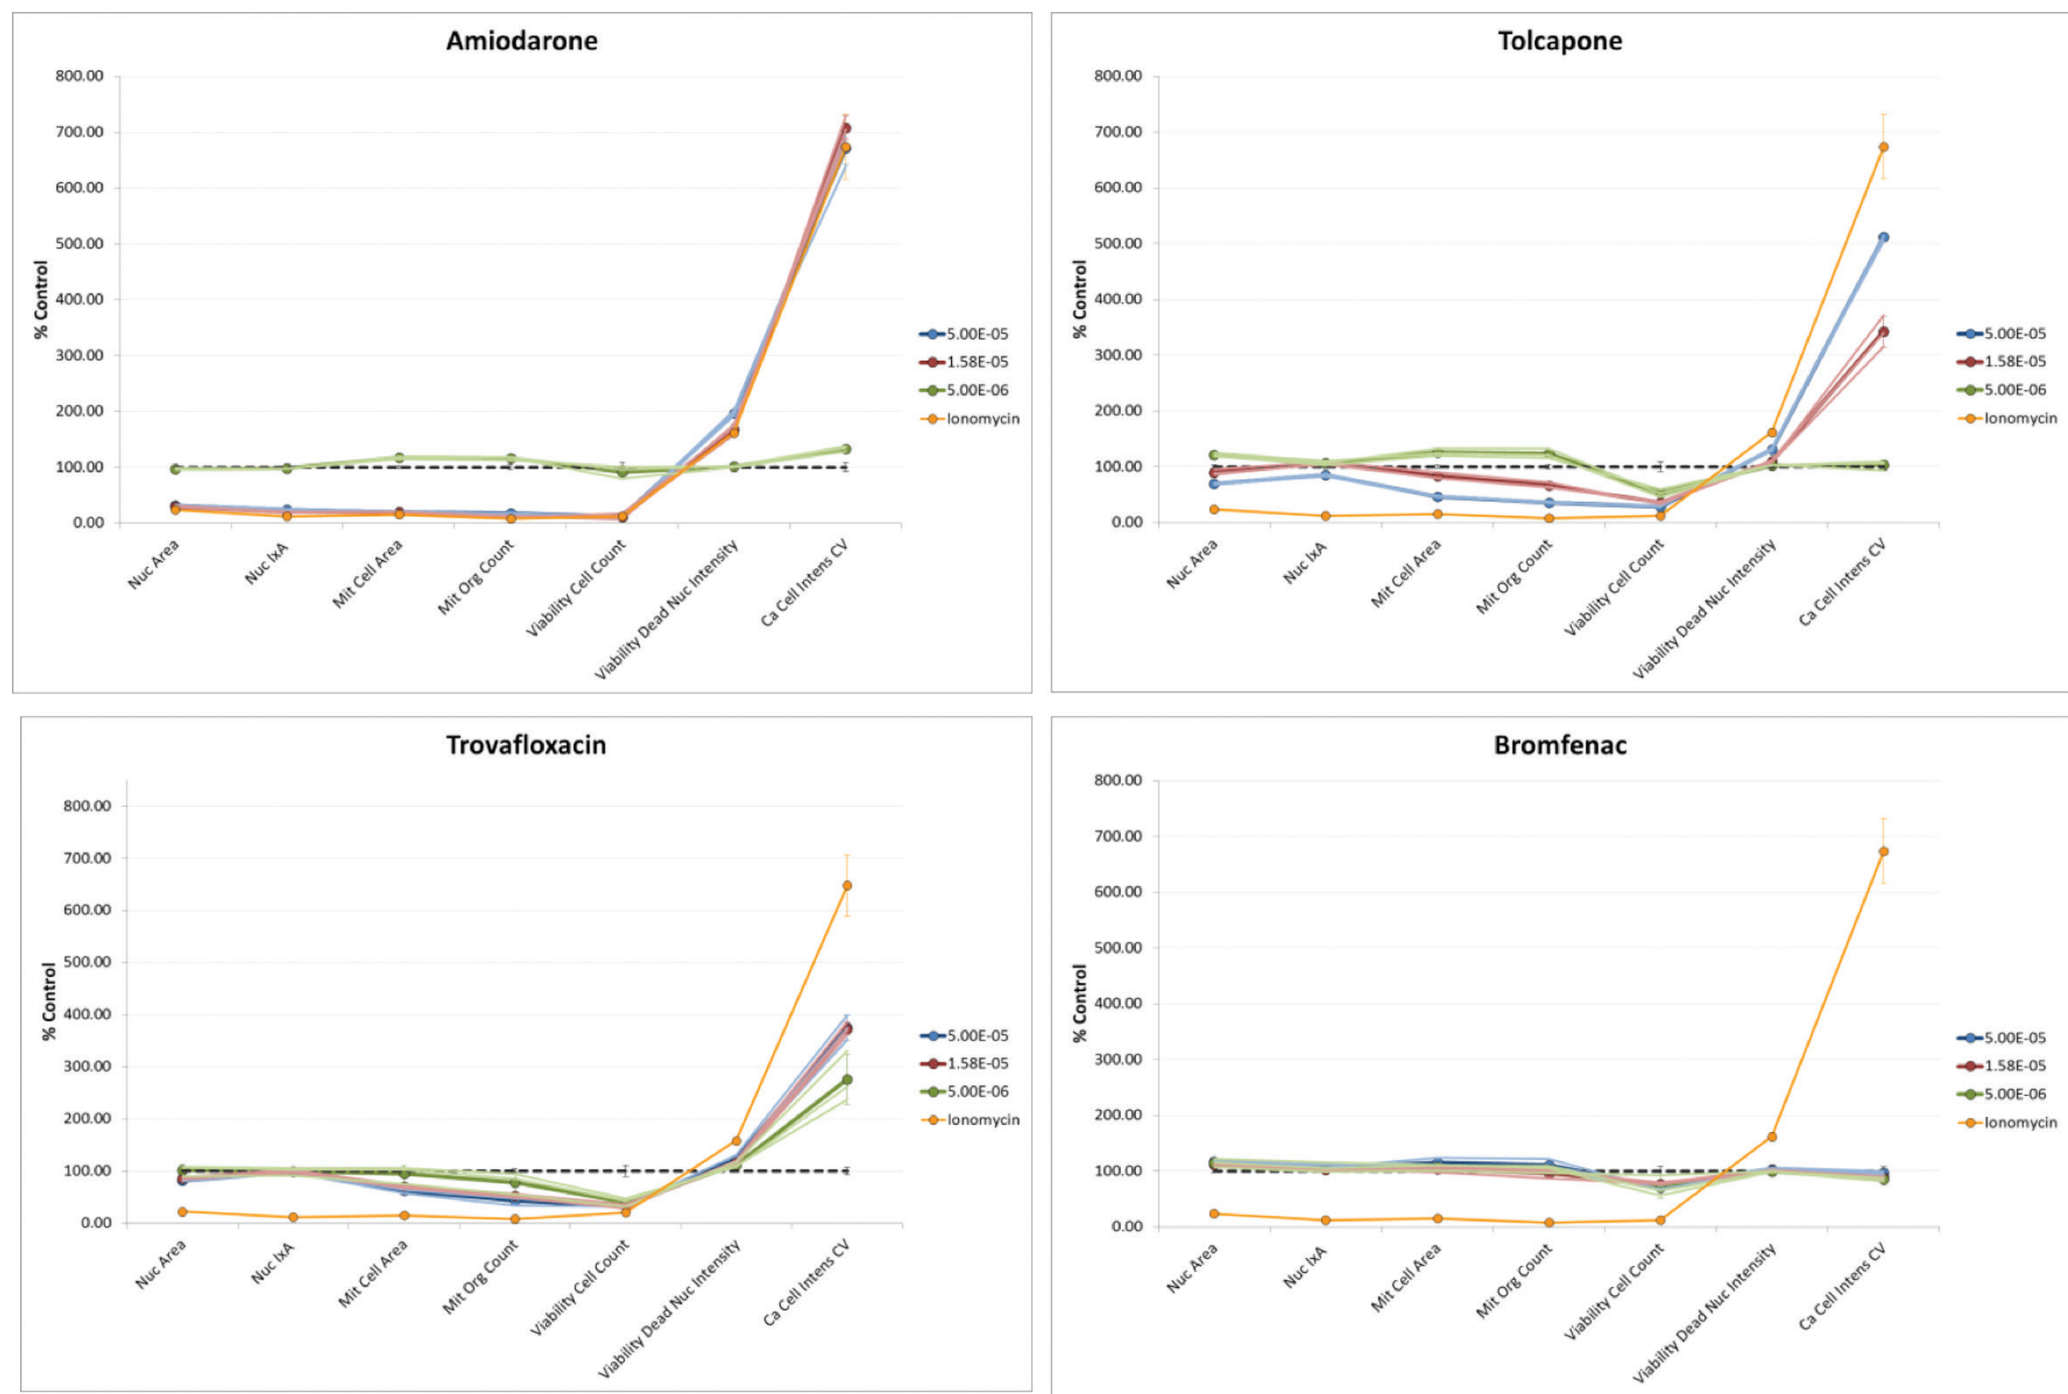 Amiodarone
800.00
700.00
600.00
500.00
400.00
300.00
200.00
100.00
0.00
% Control
Nuc Area
Nuc IxA
Mit Cell Area
Mit Org Count
Viability Cell Count
Viability Dead Nuc Intensity
Ca Cell Intens CV
5.00E-05
1.58E-05
5.00E-06
Ionomycin
Tolcapone
800.00
700.00
600.00
500.00
400.00
300.00
200.00
100.00
0.00
% Control
Nuc Area
Nuc IxA
Mit Cell Area
Mit Org Count
Viability Cell Count
Viability Dead Nuc Intensity
Ca Cell Intens CV
5.00E-05
1.58E-05
5.00E-06
Ionomycin
Trovafloxacin
800.00
700.00
600.00
500.00
400.00
300.00
200.00
100.00
0.00
% Control
Nuc Area
Nuc IxA
Mit Cell Area
Mit Org Count
Viability Cell Count
Viability Dead Nuc Intensity
Ca Cell Intens CV
5.00E-05
1.58E-05
5.00E-06
Ionomycin
Bromfenac
800.00
700.00
600.00
500.00
400.00
300.00
200.00
100.00
0.00
% Control
Nuc Area
Nuc IxA
Mit Cell Area
Mit Org Count
Viability Cell Count
Viability Dead Nuc Intensity
Ca Cell Intens CV
5.00E-05
1.58E-05
5.00E-06
Ionomycin